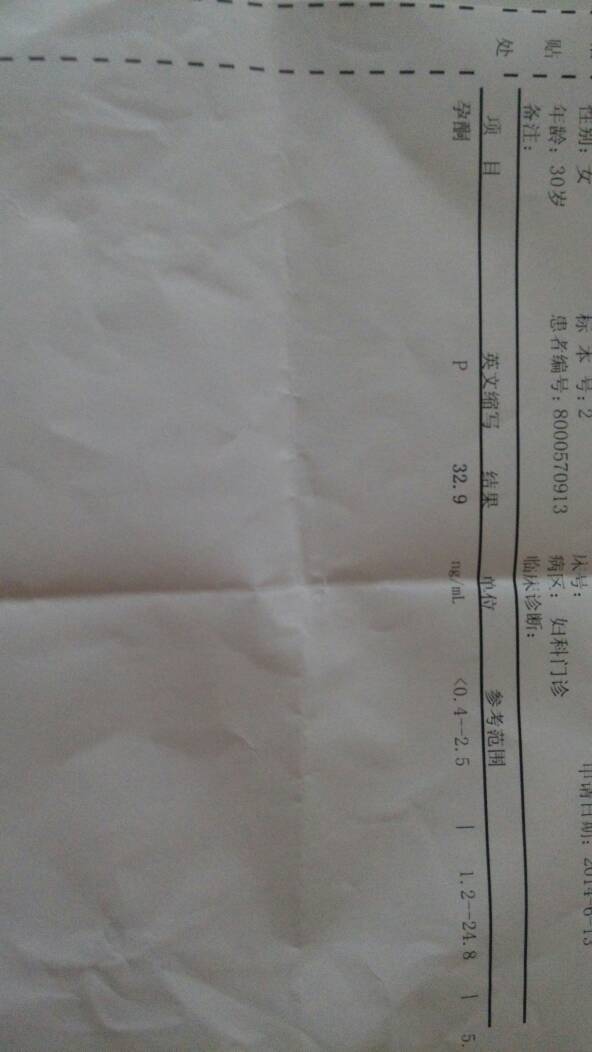 贴
处
性别：女 标 本 号：2 床号：
年龄：30岁 患者编号：8000570913 病区：妇科门诊 申请日期：2014-6-13
备注： 临床诊断：
项 目 英文缩写 结果 单位 参考范围
孕酮 P 32.9 ng/mL <0.4--2.5 | 1.2--24.8 | 5.